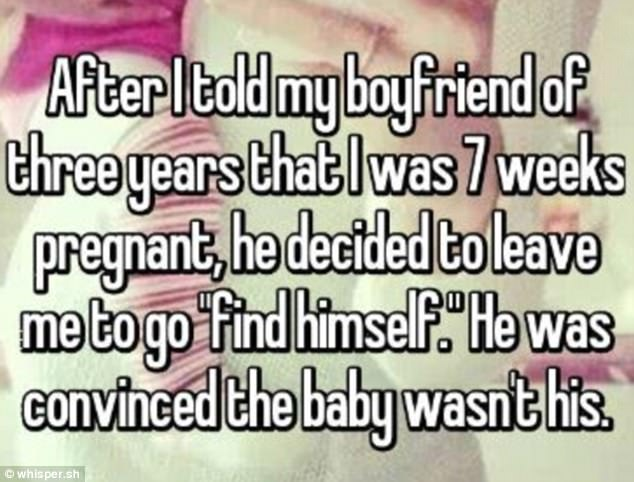 After I told my boyfriend of
three years that I was 7 weeks
pregnant, he decided to leave
me to go "find himself." He was
convinced the baby wasn't his.
© whisper.sh